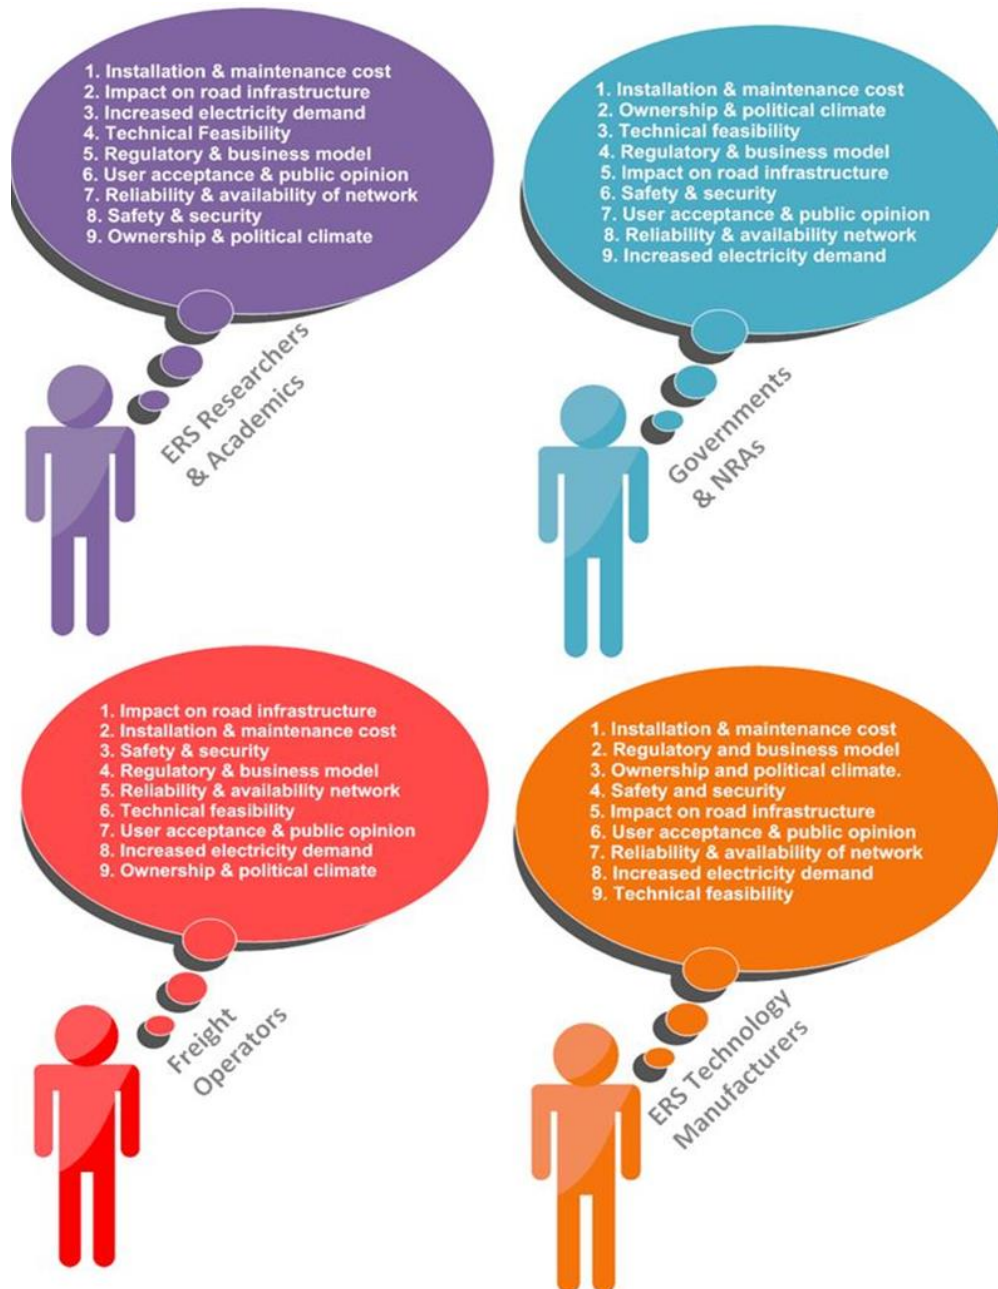 1. Installation & maintenance cost
2. Impact on road infrastructure
3. Increased electricity demand
4. Technical Feasibility
5. Regulatory & business model
6. User acceptance & public opinion
7. Reliability & availability of network
8. Safety & security
9. Ownership & political climate
ERS Researchers
& Academics
1. Installation & maintenance cost
2. Ownership & political climate
3. Technical feasibility
4. Regulatory & business model
5. Impact on road infrastructure
6. Safety & security
7. User acceptance & public opinion
8. Reliability & availability network
9. Increased electricity demand
Governments
& NRAs
1. Impact on road infrastructure
2. Installation & maintenance cost
3. Safety & security
4. Regulatory & business model
5. Reliability & availability network
6. Technical feasibility
7. User acceptance & public opinion
8. Increased electricity demand
9. Ownership & political climate
Freight
Operators
1. Installation & maintenance cost
2. Regulatory and business model
3. Ownership and political climate.
4. Safety and security
5. Impact on road infrastructure
6. User acceptance & public opinion
7. Reliability & availability of network
8. Increased electricity demand
9. Technical feasibility
ERS Technology
Manufacturers